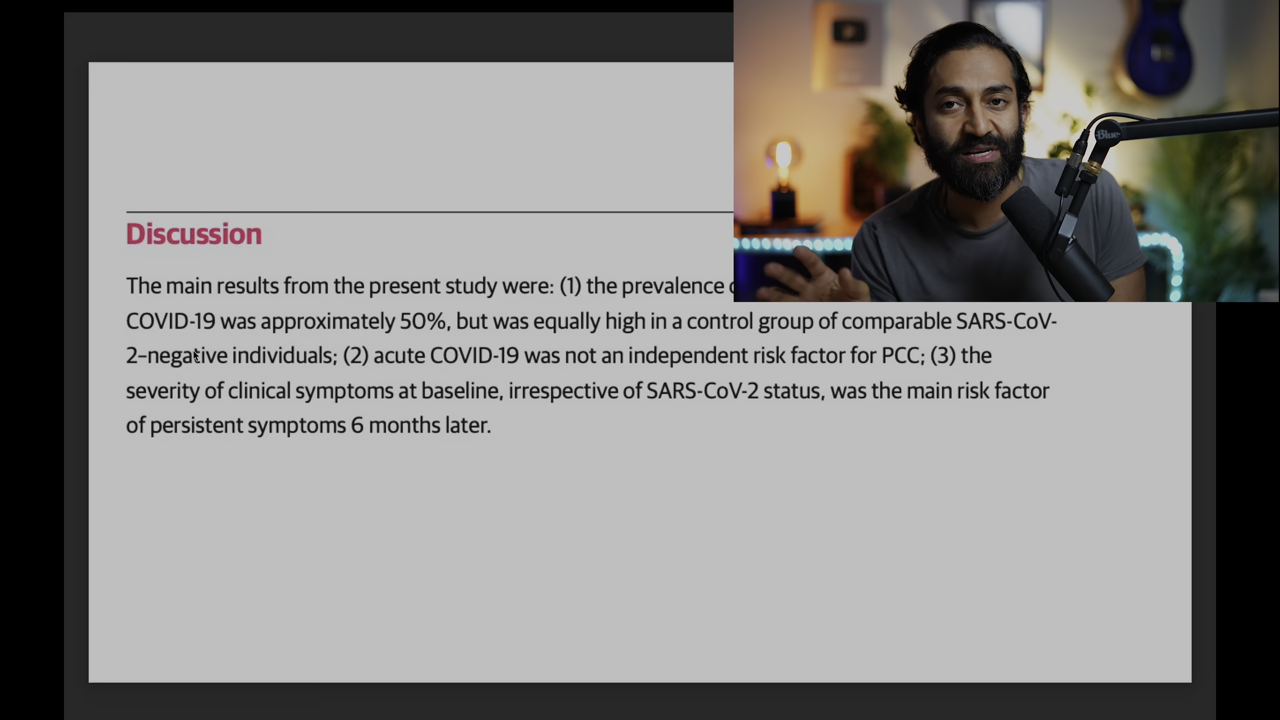 Discussion
The main results from the present study were: (1) the prevalence
COVID-19 was approximately 50%, but was equally high in a control group of comparable SARS-CoV-
2–negative individuals; (2) acute COVID-19 was not an independent risk factor for PCC; (3) the
severity of clinical symptoms at baseline, irrespective of SARS-CoV-2 status, was the main risk factor
of persistent symptoms 6 months later.
Blue